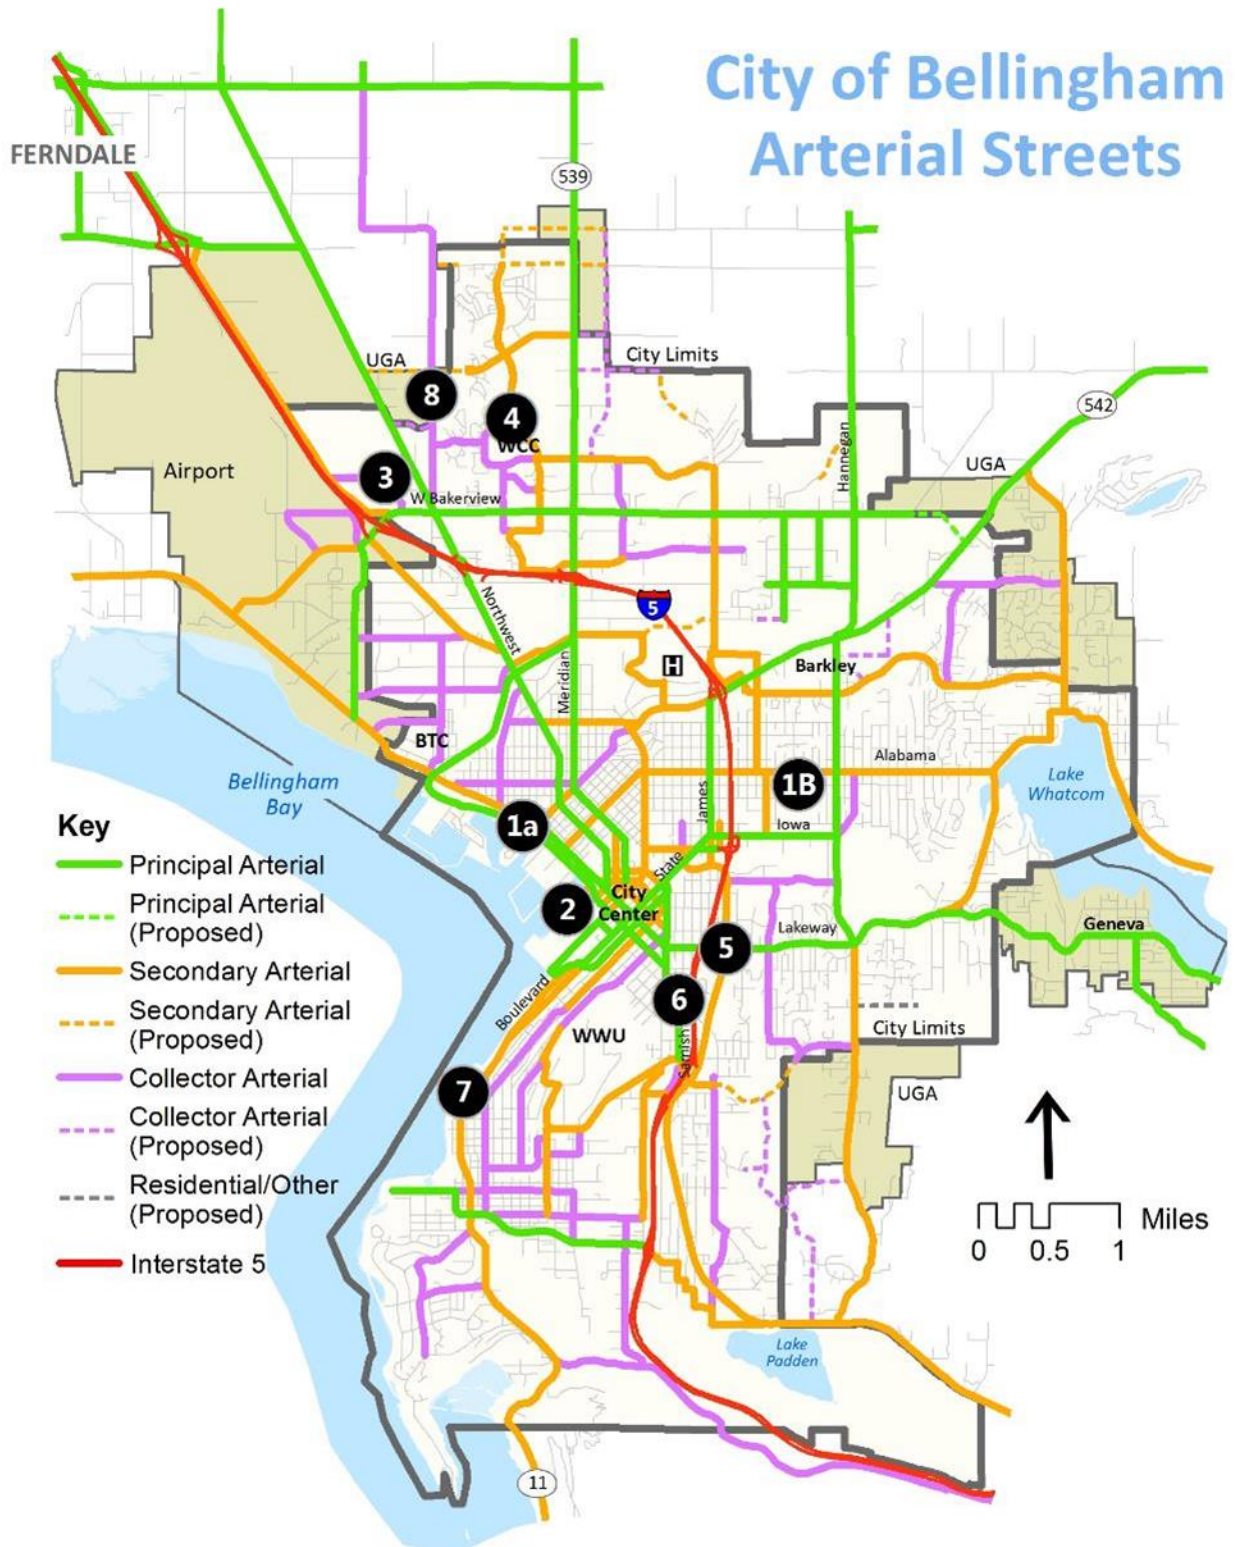 City of Bellingham
Arterial Streets
FERNDALE
539
UGA
City Limits
8
4
WCC
542
Hannegan
UGA
Airport
3
W Bakerview
5
Northwest
H
Barkley
Meridian
BTC
Alabama
Bellingham
Bay
1B
Lake
Whatcom
James
1a
Iowa
State
City
Center
2
Lakeway
Geneva
5
6
Boulevard
WWU
City Limits
Samish
7
UGA
Key
Principal Arterial
Principal Arterial
(Proposed)
Secondary Arterial
Secondary Arterial
(Proposed)
Collector Arterial
Collector Arterial
(Proposed)
Residential/Other
(Proposed)
Interstate 5
Miles
0 0.5 1
Lake
Padden
11